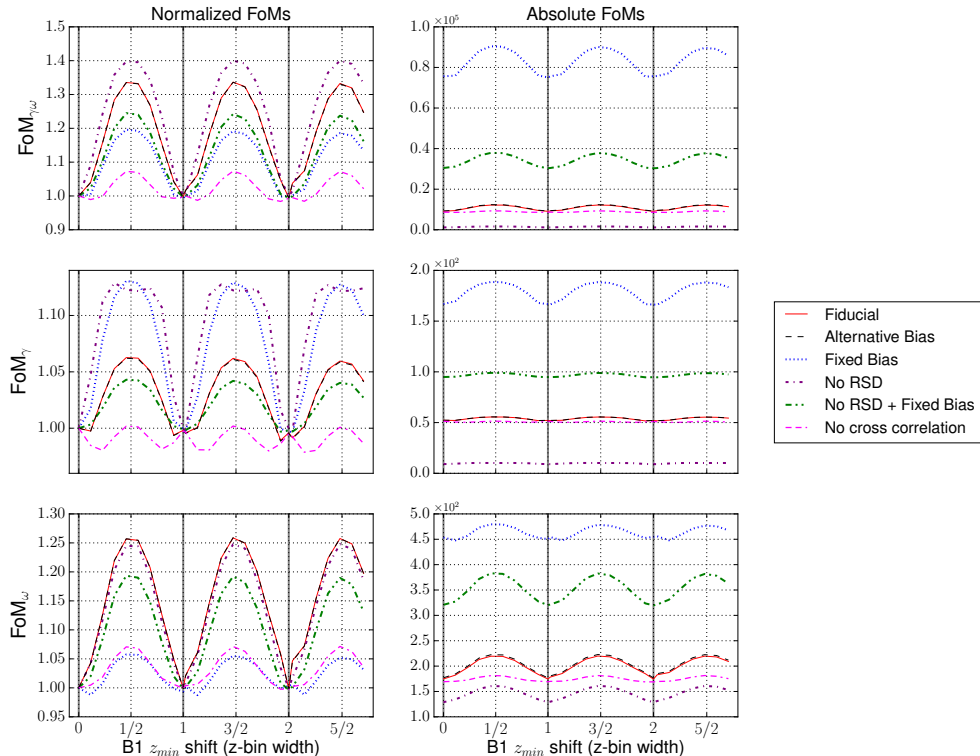 Normalized FoMs
Absolute FoMs
FoM_γω
1.5
1.4
1.3
1.2
1.1
1.0
0.9
×10^5
1.0
0.8
0.6
0.4
0.2
0.0
FoM_γ
1.10
1.05
1.00
×10^2
2.0
1.5
1.0
0.5
0.0
Fiducial
Alternative Bias
Fixed Bias
No RSD
No RSD + Fixed Bias
No cross correlation
FoM_ω
1.30
1.25
1.20
1.15
1.10
1.05
1.00
0.95
0 1/2 1 3/2 2 5/2
B1 z_min shift (z-bin width)
×10^2
5.0
4.5
4.0
3.5
3.0
2.5
2.0
1.5
1.0
0 1/2 1 3/2 2 5/2
B1 z_min shift (z-bin width)